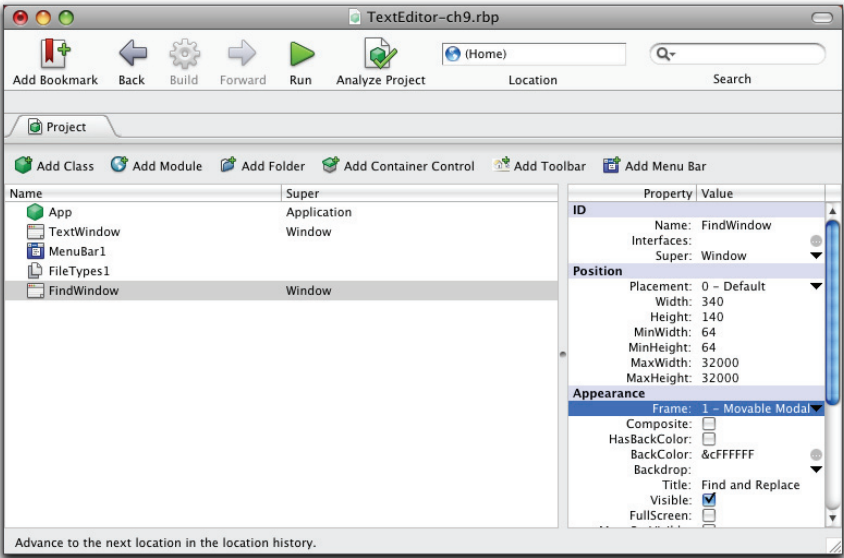 TextEditor-ch9.rbp
Add Bookmark Back Build Forward Run Analyze Project (Home) Location Search
Project
Add Class Add Module Add Folder Add Container Control Add Toolbar Add Menu Bar
Name Super
App Application
TextWindow Window
MenuBar1
FileTypes1
FindWindow Window
Property Value
ID
Name: FindWindow
Interfaces:
Super: Window
Position
Placement: 0 - Default
Width: 340
Height: 140
MinWidth: 64
MinHeight: 64
MaxWidth: 32000
MaxHeight: 32000
Appearance
Frame: 1 - Movable Modal
Composite:
HasBackColor:
BackColor: &cFFFFFF
Backdrop:
Title: Find and Replace
Visible:
FullScreen:
Advance to the next location in the location history.